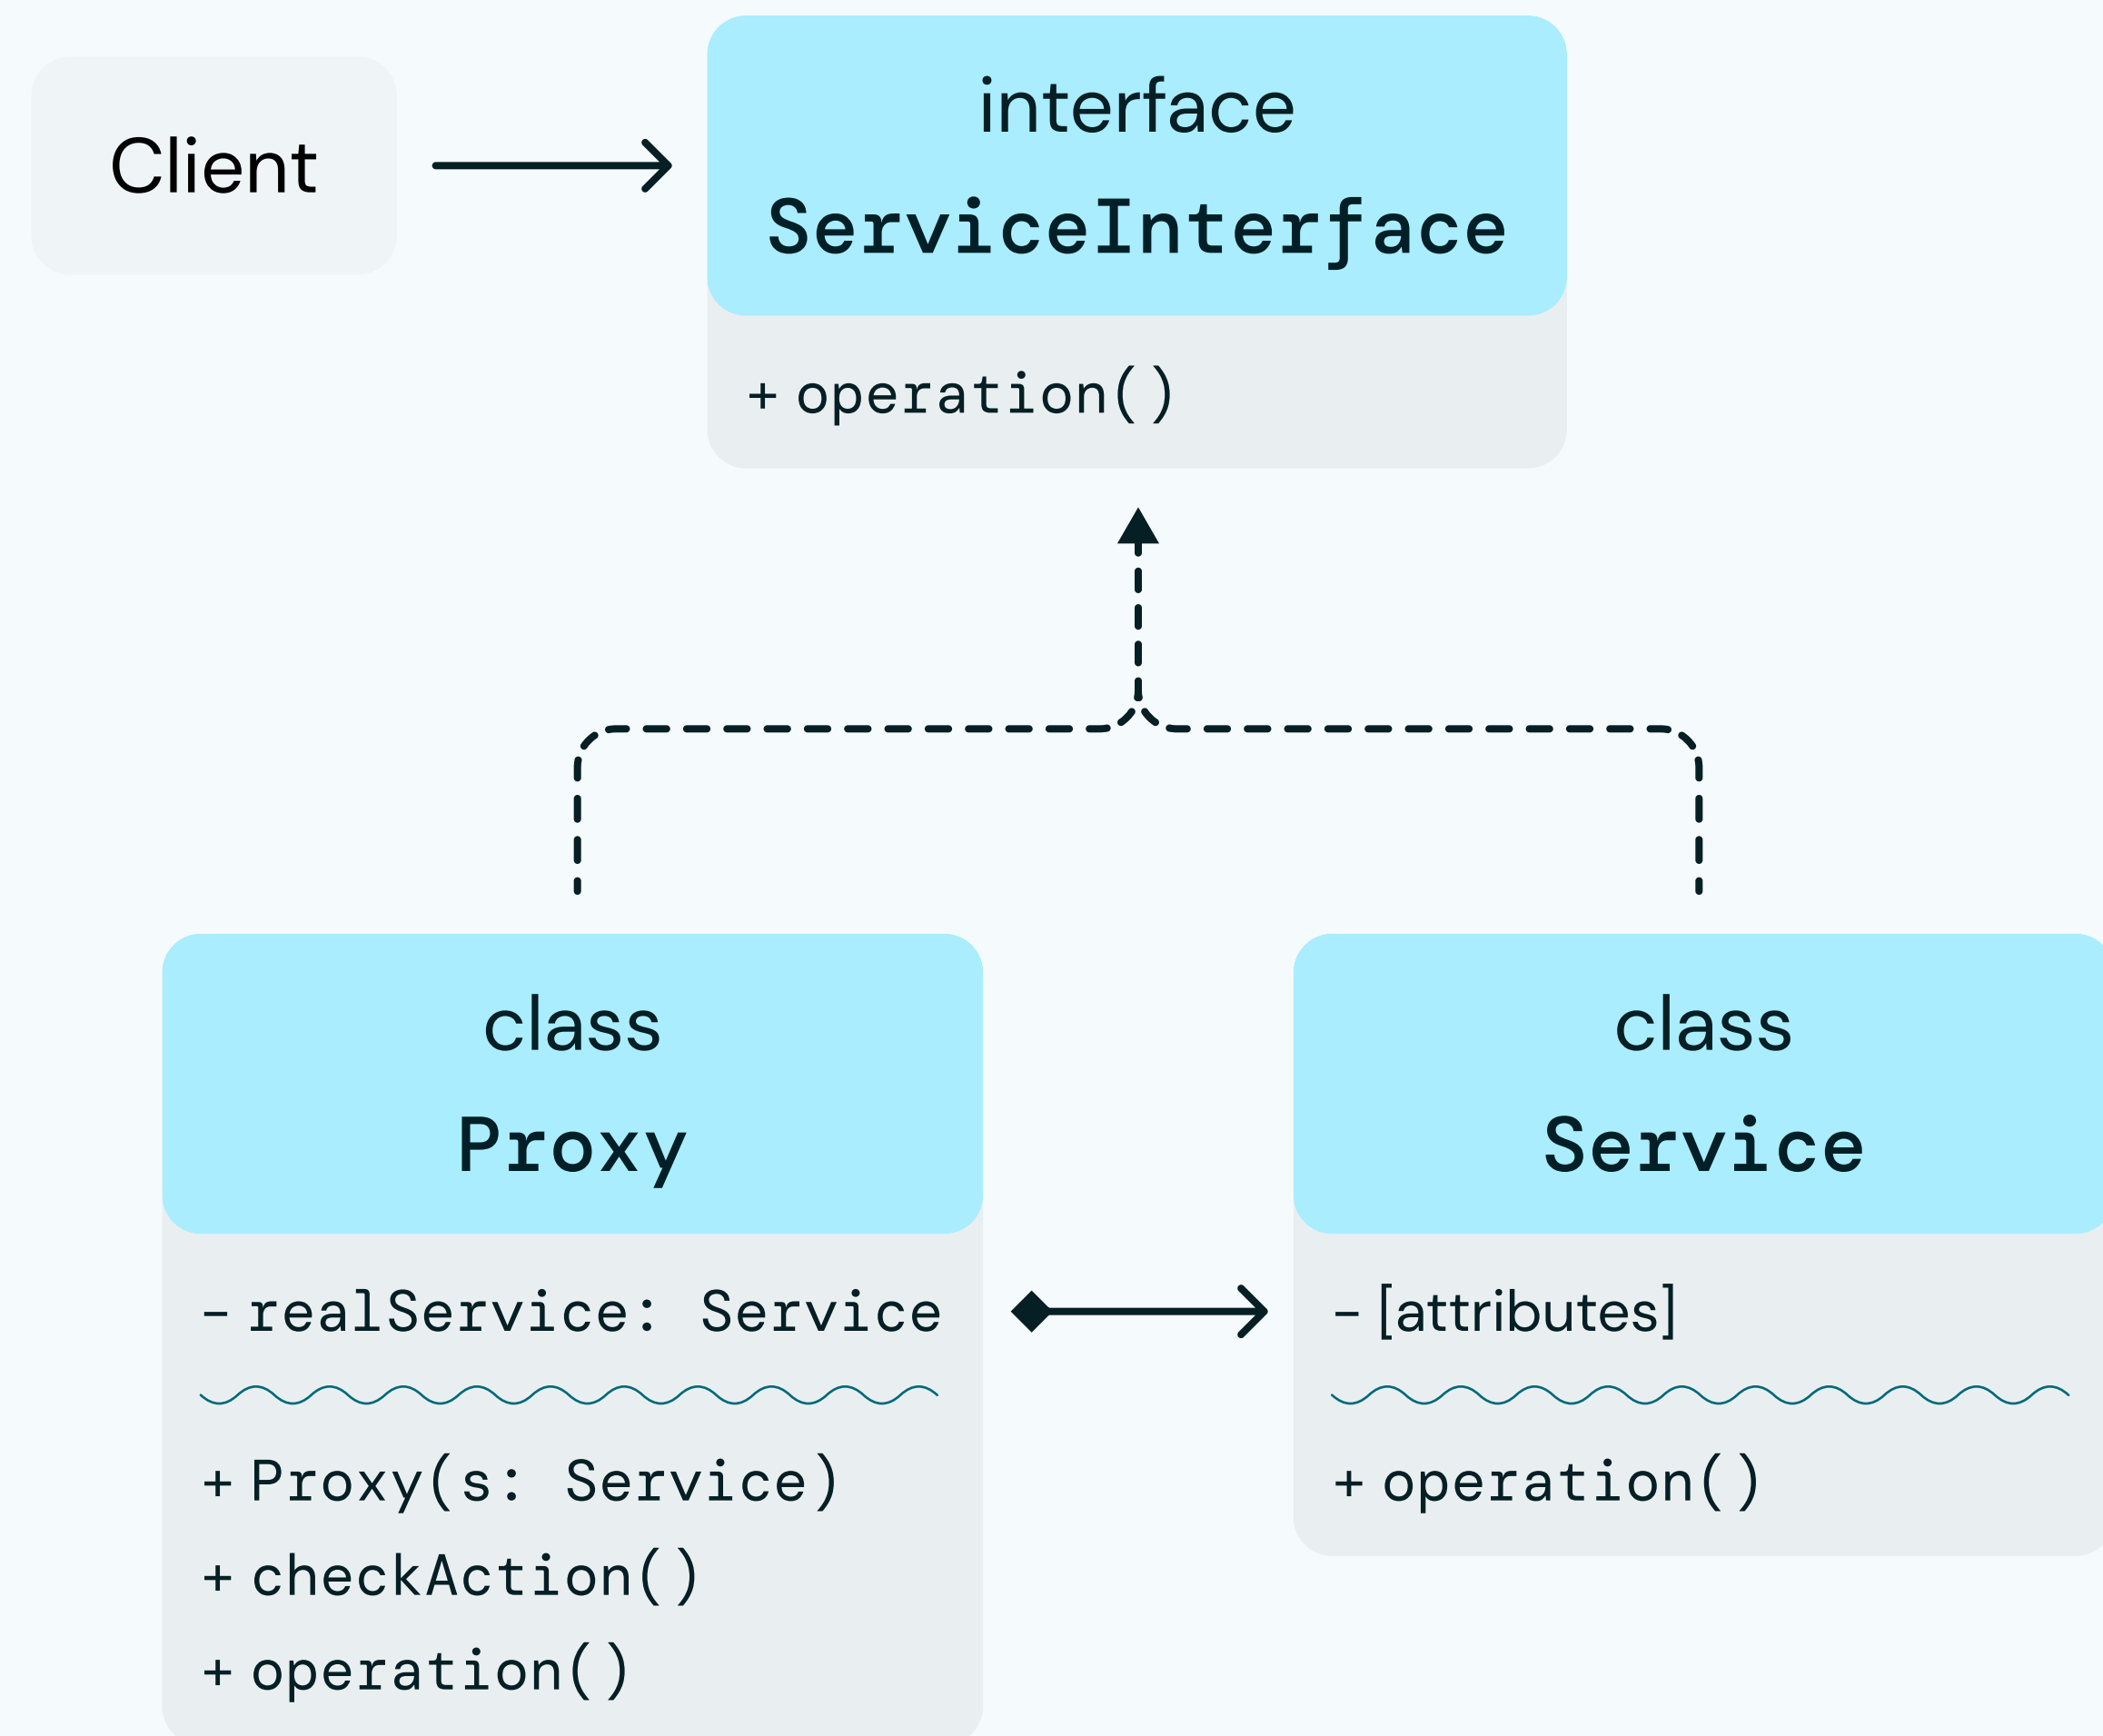 Client
interface
ServiceInterface
+ operation()
class
Proxy
– realService: Service
+ Proxy(s: Service)
+ checkAction()
+ operation()
class
Service
– [attributes]
+ operation()